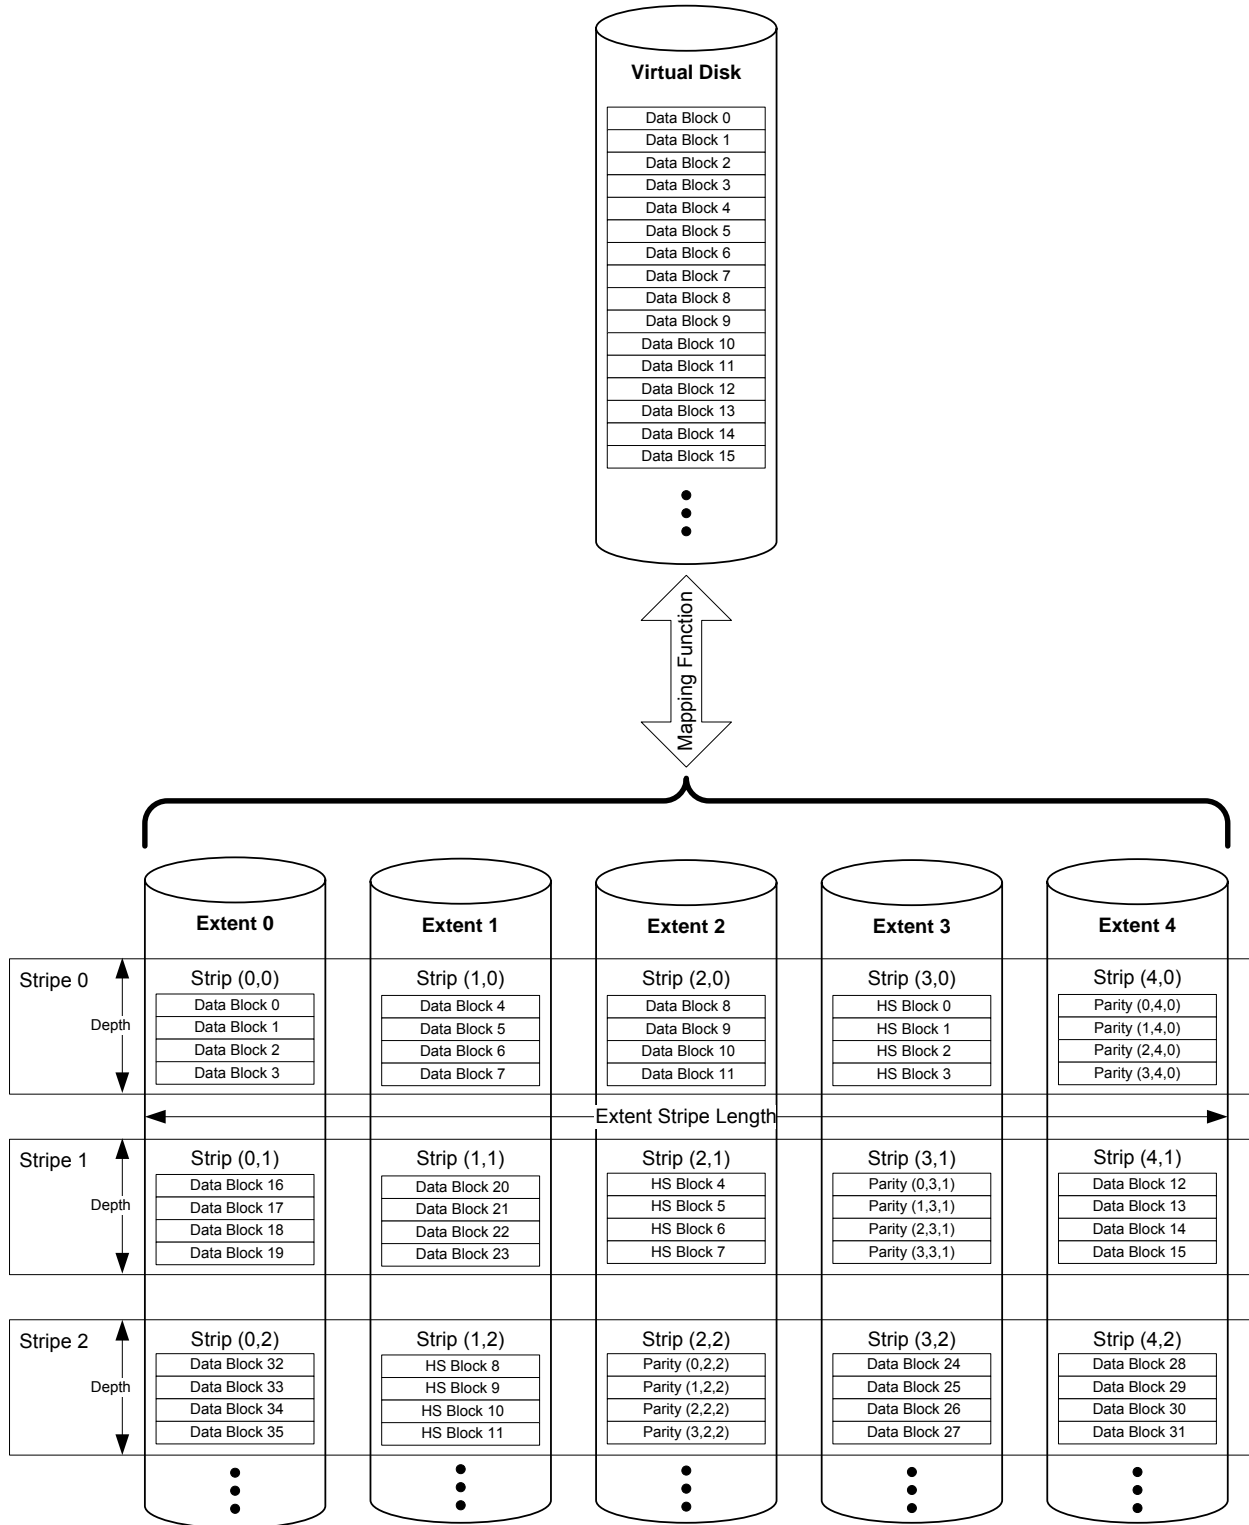 Virtual Disk
Data Block 0
Data Block 1
Data Block 2
Data Block 3
Data Block 4
Data Block 5
Data Block 6
Data Block 7
Data Block 8
Data Block 9
Data Block 10
Data Block 11
Data Block 12
Data Block 13
Data Block 14
Data Block 15
Mapping Function
Extent 0
Extent 1
Extent 2
Extent 3
Extent 4
Stripe 0
Depth
Strip (0,0)
Data Block 0
Data Block 1
Data Block 2
Data Block 3
Strip (1,0)
Data Block 4
Data Block 5
Data Block 6
Data Block 7
Strip (2,0)
Data Block 8
Data Block 9
Data Block 10
Data Block 11
Strip (3,0)
HS Block 0
HS Block 1
HS Block 2
HS Block 3
Strip (4,0)
Parity (0,4,0)
Parity (1,4,0)
Parity (2,4,0)
Parity (3,4,0)
Extent Stripe Length
Stripe 1
Depth
Strip (0,1)
Data Block 16
Data Block 17
Data Block 18
Data Block 19
Strip (1,1)
Data Block 20
Data Block 21
Data Block 22
Data Block 23
Strip (2,1)
HS Block 4
HS Block 5
HS Block 6
HS Block 7
Strip (3,1)
Parity (0,3,1)
Parity (1,3,1)
Parity (2,3,1)
Parity (3,3,1)
Strip (4,1)
Data Block 12
Data Block 13
Data Block 14
Data Block 15
Stripe 2
Depth
Strip (0,2)
Data Block 32
Data Block 33
Data Block 34
Data Block 35
Strip (1,2)
HS Block 8
HS Block 9
HS Block 10
HS Block 11
Strip (2,2)
Parity (0,2,2)
Parity (1,2,2)
Parity (2,2,2)
Parity (3,2,2)
Strip (3,2)
Data Block 24
Data Block 25
Data Block 26
Data Block 27
Strip (4,2)
Data Block 28
Data Block 29
Data Block 30
Data Block 31